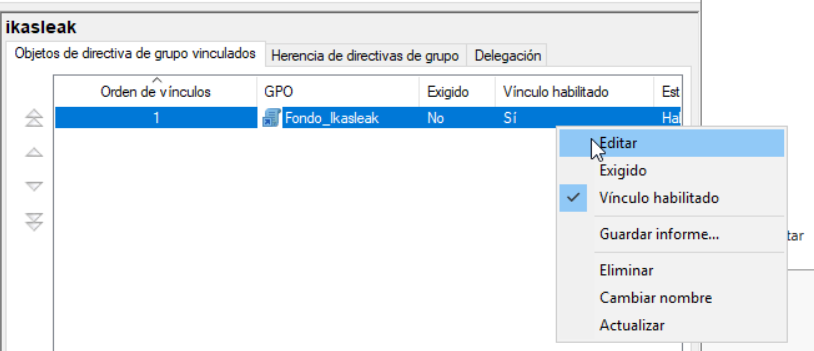 ikasleak
Objetos de directiva de grupo vinculados Herencia de directivas de grupo Delegación
Orden de vínculos GPO Exigido Vínculo habilitado Est
1 Fondo_Ikasleak No Sí Hal
Editar
Exigido
Vínculo habilitado
Guardar informe... tar
Eliminar
Cambiar nombre
Actualizar